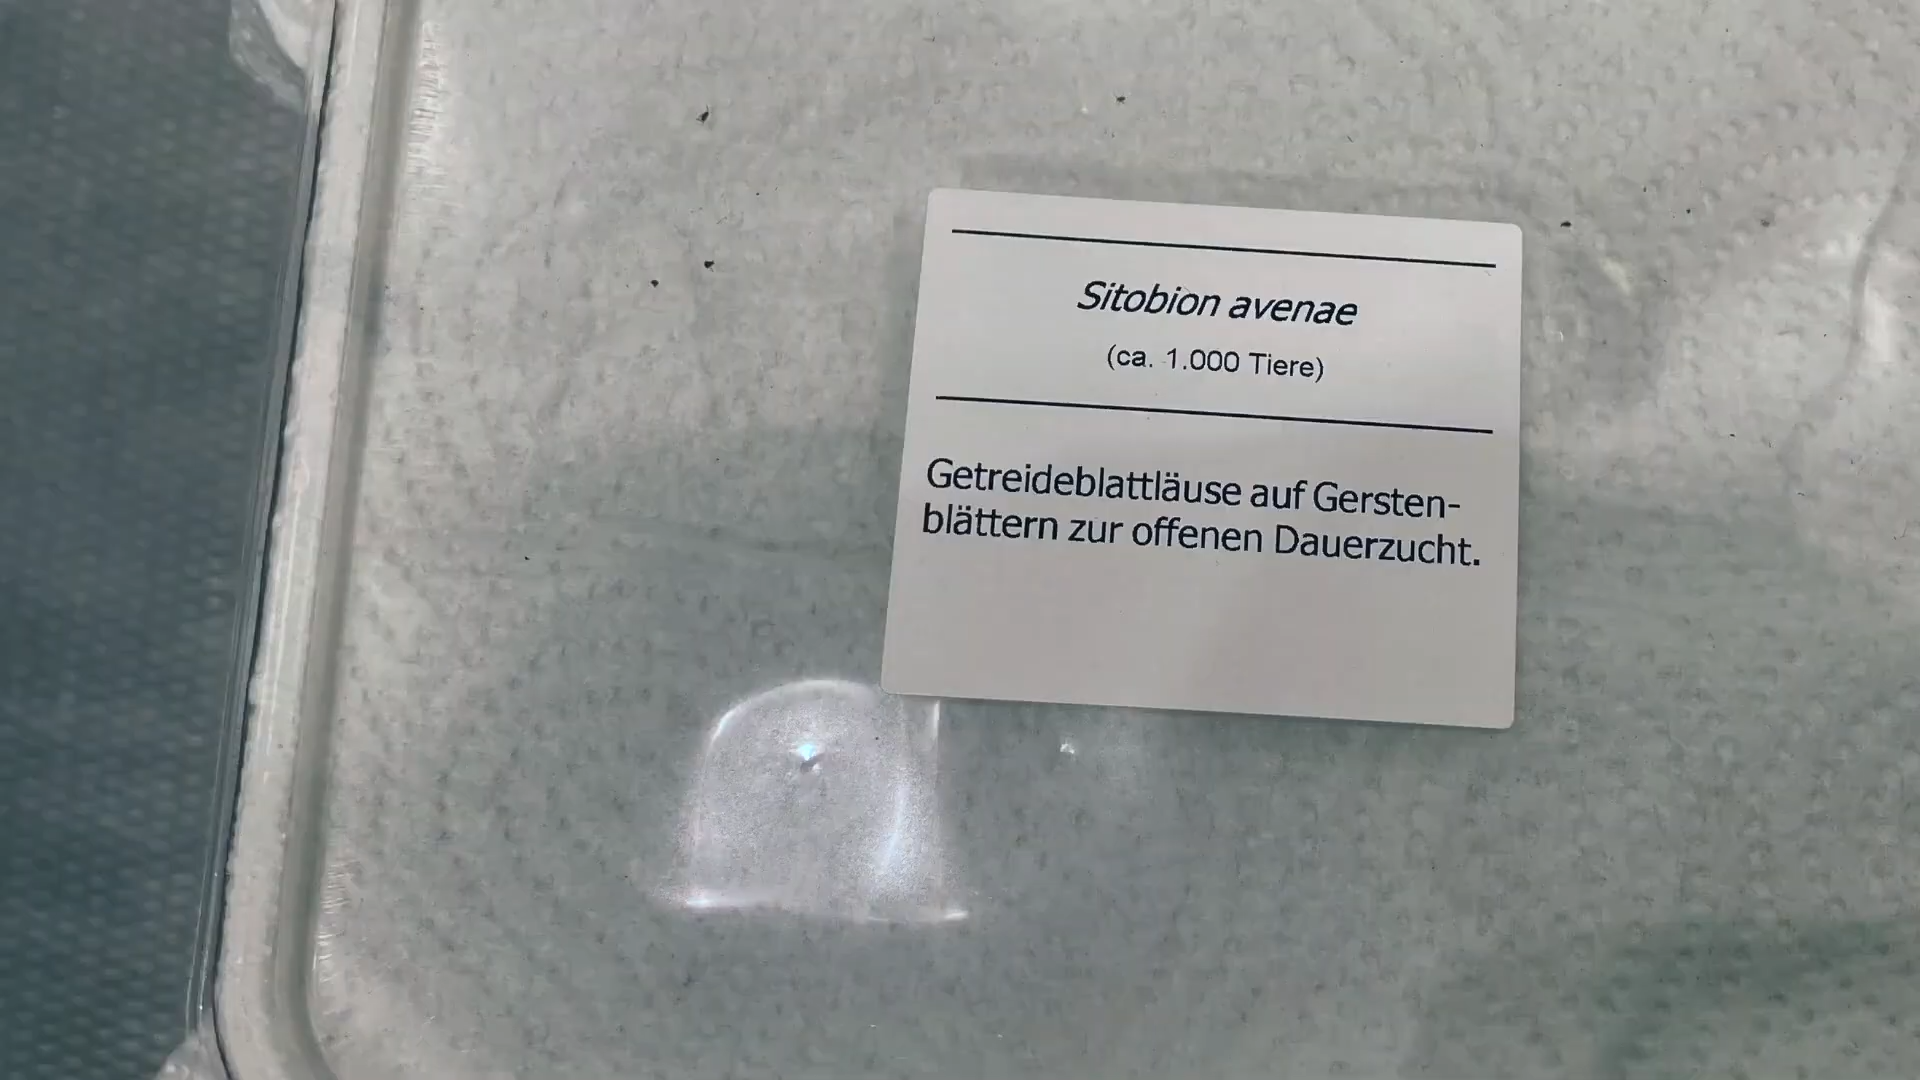 Sitobion avenae
(ca. 1.000 Tiere)
Getreideblattläuse auf Gersten-
blättern zur offenen Dauerzucht.